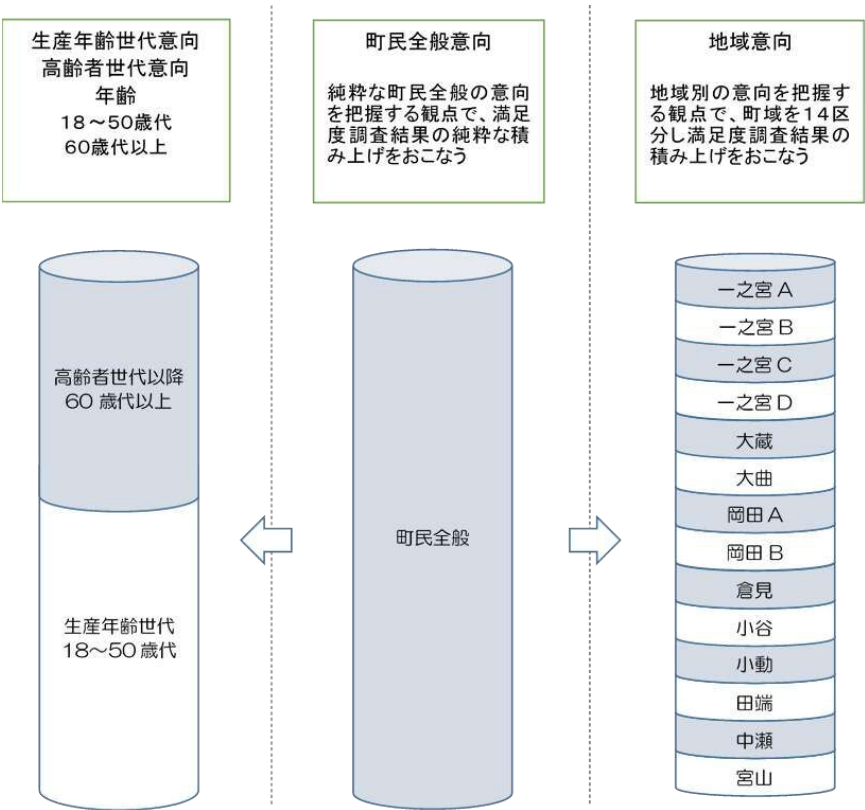 生産年齢世代意向
高齢者世代意向
年齢
18～50歳代
60歳代以上
町民全般意向
純粋な町民全般の意向
を把握する観点で、満足
度調査結果の純粋な積
み上げをおこなう
地域意向
地域別の意向を把握す
る観点で、町域を14区
分し満足度調査結果の
積み上げをおこなう
高齢者世代以降
60 歳代以上
生産年齢世代
18～50 歳代
町民全般
一之宮 A
一之宮 B
一之宮 C
一之宮 D
大蔵
大曲
岡田 A
岡田 B
倉見
小谷
小動
田端
中瀬
宮山